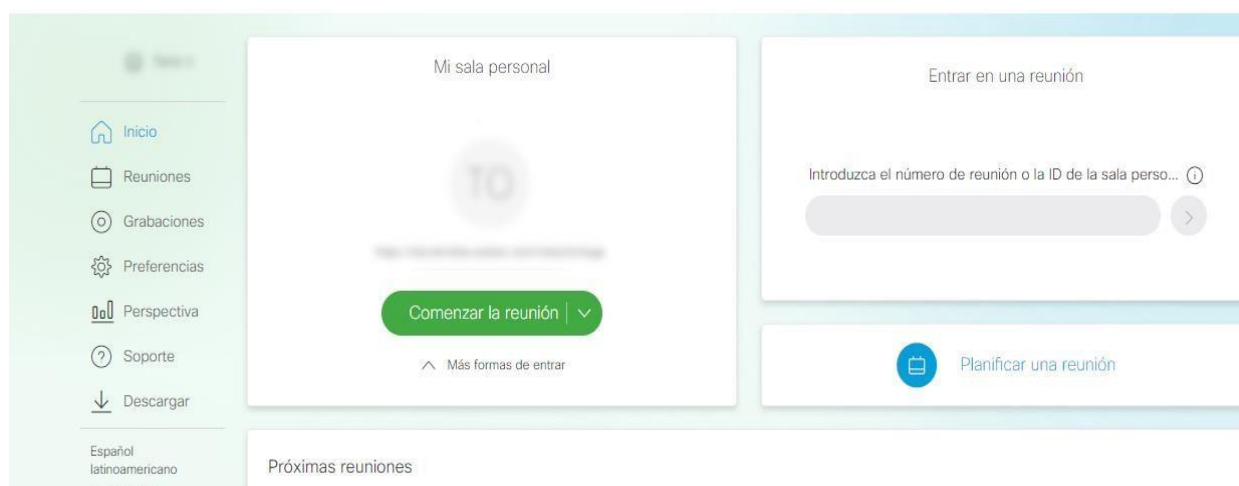 Inicio
Reuniones
Grabaciones
Preferencias
Perspectiva
Soporte
Descargar
Español
latinoamericano
Mi sala personal
TO
Comenzar la reunión
Más formas de entrar
Entrar en una reunión
Introduzca el número de reunión o la ID de la sala perso...
Planificar una reunión
Próximas reuniones